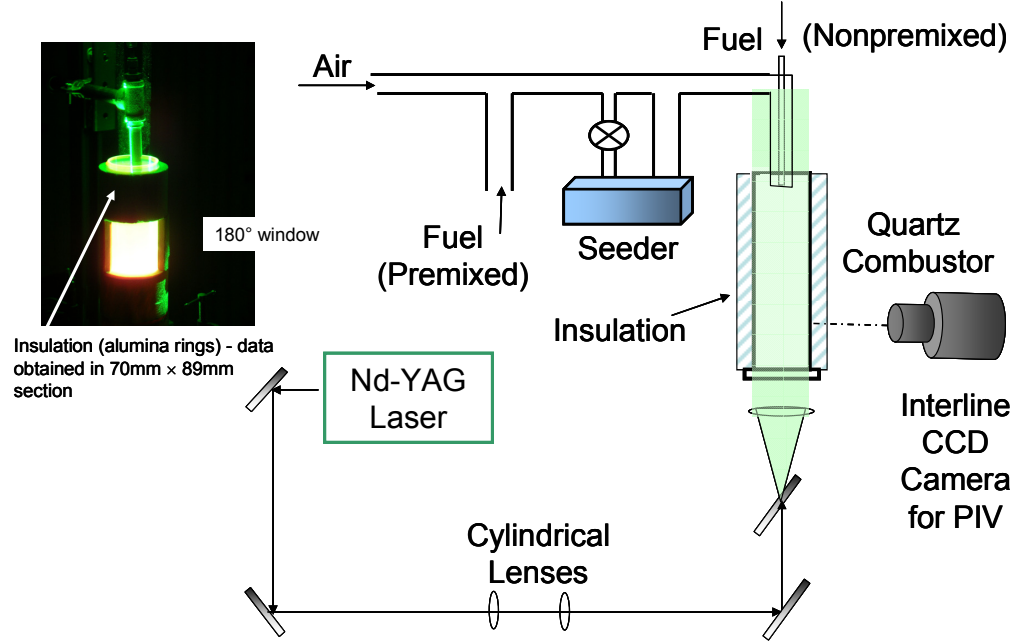 Fuel
(Nonpremixed)
Air
180° window
Fuel
(Premixed)
Seeder
Quartz
Combustor
Insulation
Insulation (alumina rings) - data
obtained in 70mm × 89mm
section
Nd-YAG
Laser
Interline
CCD
Camera
for PIV
Cylindrical
Lenses